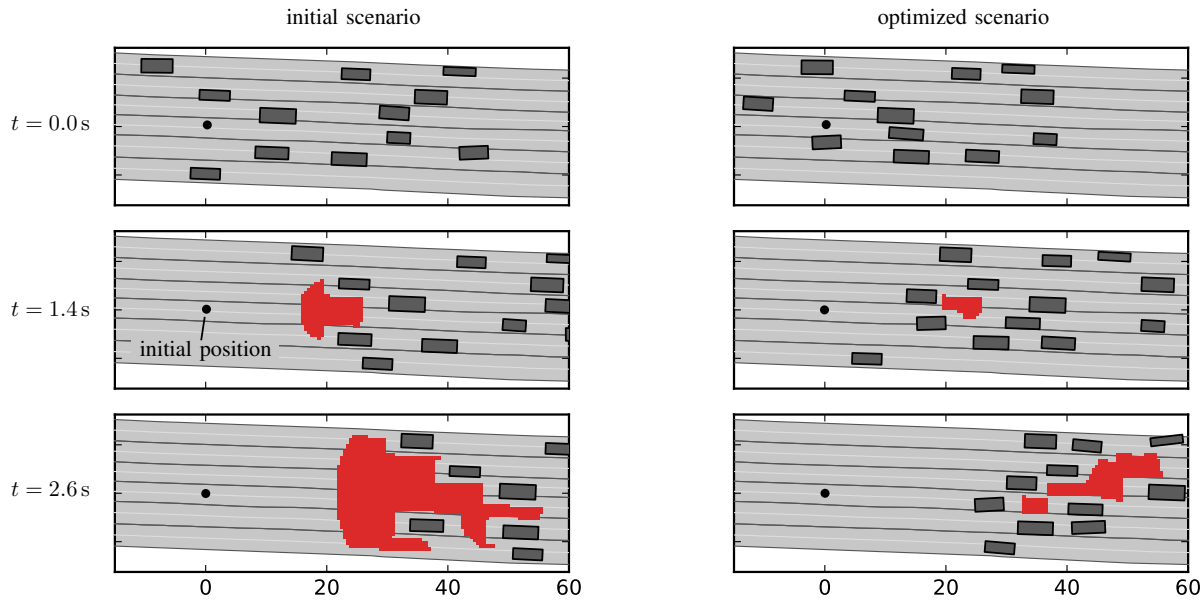 initial scenario
optimized scenario
t = 0.0 s
t = 1.4 s
initial position
t = 2.6 s
0 20 40 60
0 20 40 60